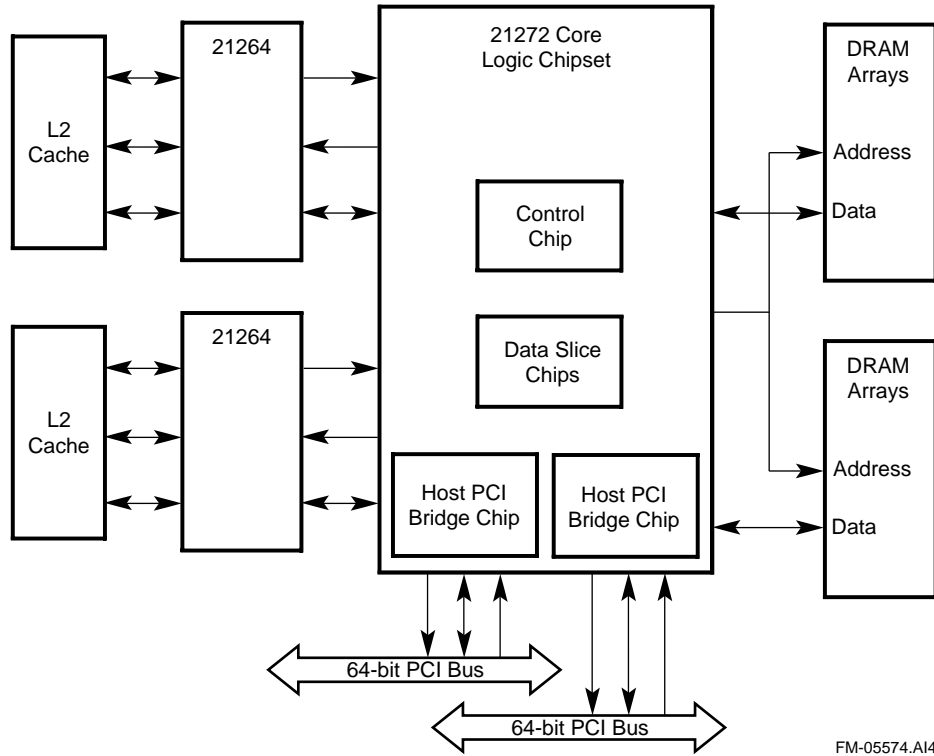 21264
L2
Cache
21272 Core
Logic Chipset
Control
Chip
Data Slice
Chips
Host PCI
Bridge Chip
Host PCI
Bridge Chip
DRAM
Arrays
Address
Data
21264
L2
Cache
DRAM
Arrays
Address
Data
64-bit PCI Bus
64-bit PCI Bus
FM-05574.AI4